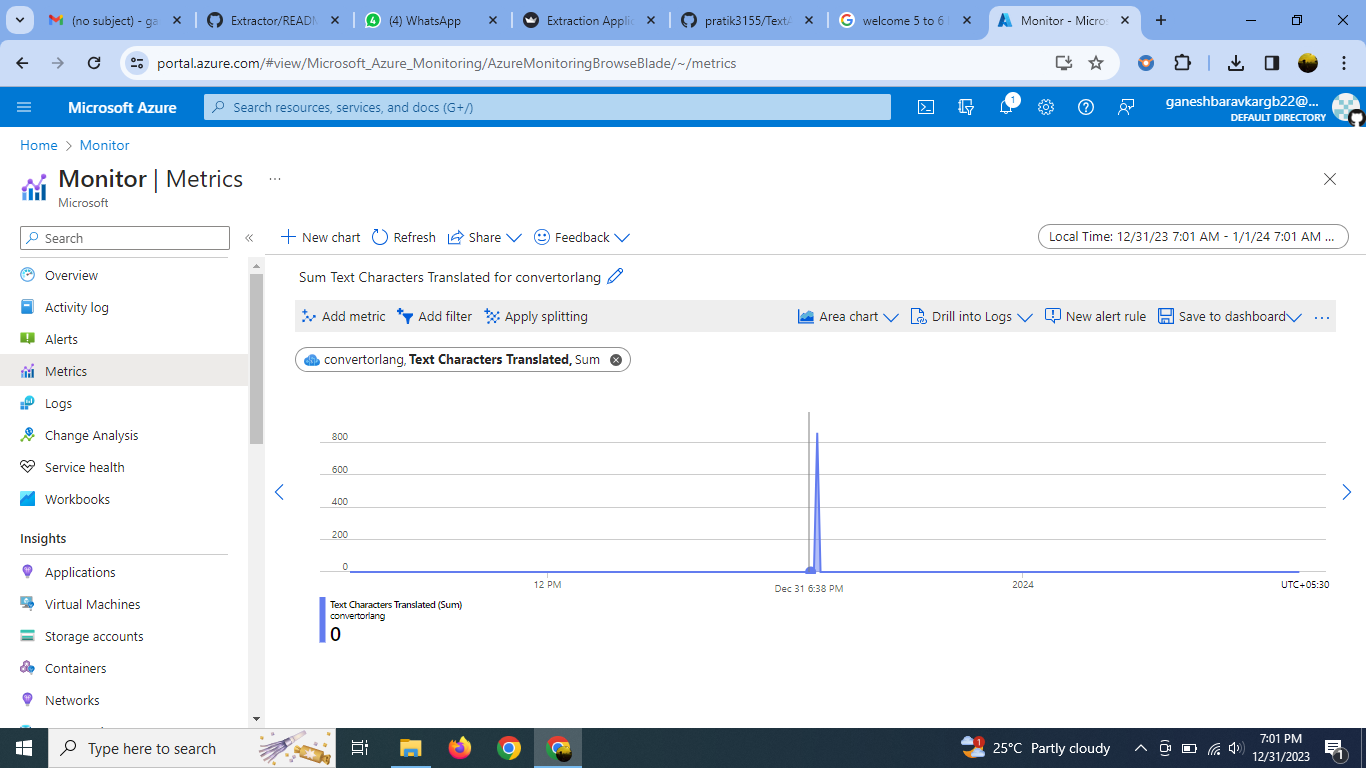 (no subject) - ga
Extractor/READM
(4) WhatsApp
Extraction Applic
pratik3155/TextA
welcome 5 to 6
Monitor - Micros
portal.azure.com/#view/Microsoft_Azure_Monitoring/AzureMonitoringBrowseBlade/~/metrics
Microsoft Azure
Search resources, services, and docs (G+/)
1
ganeshbaravkargb22@...
DEFAULT DIRECTORY
Home > Monitor
Monitor | Metrics ...
Microsoft
Search
«
New chart
Refresh
Share
Feedback
Local Time: 12/31/23 7:01 AM - 1/1/24 7:01 AM ...
Overview
Activity log
Alerts
Metrics
Logs
Change Analysis
Service health
Workbooks
Insights
Applications
Virtual Machines
Storage accounts
Containers
Networks
Sum Text Characters Translated for convertorlang
Add metric
Add filter
Apply splitting
Area chart
Drill into Logs
New alert rule
Save to dashboard
...
convertorlang, Text Characters Translated, Sum
800
600
400
200
0
12 PM
Dec 31 6:38 PM
2024
UTC+05:30
Text Characters Translated (Sum)
convertorlang
0
Type here to search
1
25°C Partly cloudy
7:01 PM
12/31/2023
1